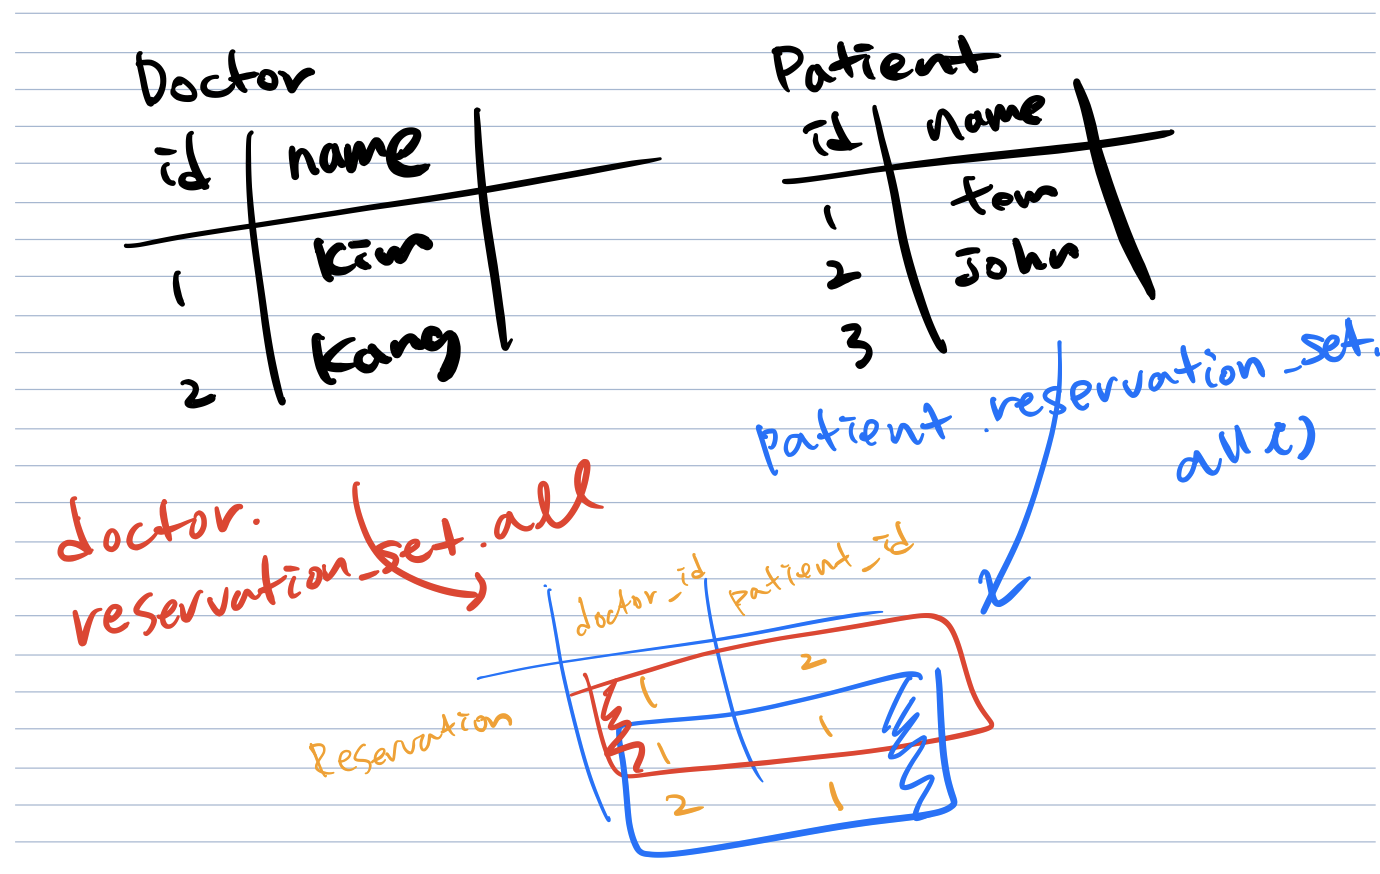 Doctor
id name
1 kim
2 kang
Patient
id name
1 tom
2 john
3
patient.reservation_set.
all()
doctor.
reservation_set.all
Reservation
doctor_id patient_id
1 2
1 1
2 1